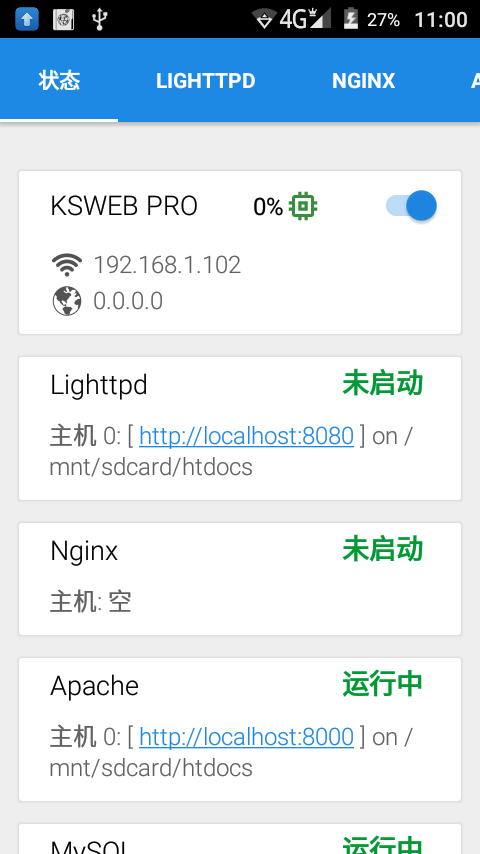 4G 27% 11:00
状态 LIGHTTPD NGINX A
KSWEB PRO 0%
192.168.1.102
0.0.0.0
Lighttpd 未启动
主机 0: [ http://localhost:8080 ] on /
mnt/sdcard/htdocs
Nginx 未启动
主机: 空
Apache 运行中
主机 0: [ http://localhost:8000 ] on /
mnt/sdcard/htdocs
MySQL 运行中